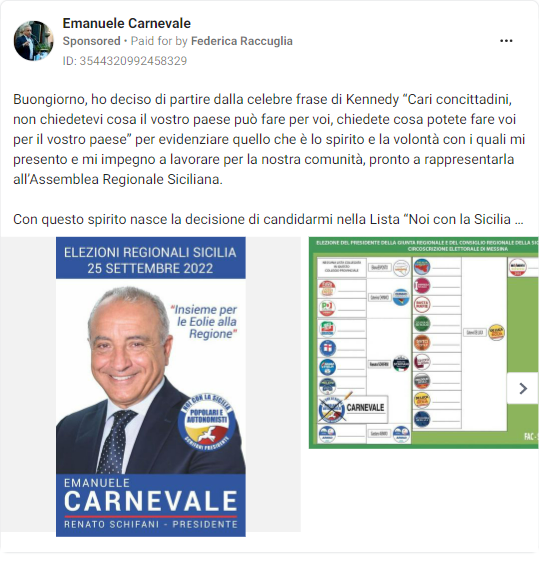 Emanuele Carnevale
Sponsored • Paid for by Federica Raccuglia
ID: 3544320992458329
Buongiorno, ho deciso di partire dalla celebre frase di Kennedy “Cari concittadini,
non chiedetevi cosa il vostro paese può fare per voi, chiedete cosa potete fare voi
per il vostro paese” per evidenziare quello che è lo spirito e la volontà con i quali mi
presento e mi impegno a lavorare per la nostra comunità, pronto a rappresentarla
all’Assemblea Regionale Siciliana.
Con questo spirito nasce la decisione di candidarmi nella Lista “Noi con la Sicilia ...
ELEZIONI REGIONALI SICILIA
25 SETTEMBRE 2022
"Insieme per
le Eolie alla
Regione"
NOI CON LA SICILIA
POPOLARI E
AUTONOMISTI
SCHIFANI PRESIDENTE
EMANUELE
CARNEVALE
RENATO SCHIFANI - PRESIDENTE
ELEZIONE DEL PRESIDENTE DELLA GIUNTA REGIONALE E DEL CONSIGLIO REGIONALE DELLA
CIRCOSCRIZIONE ELETTORALE DI MESSINA
CARNEVALE
FAC-